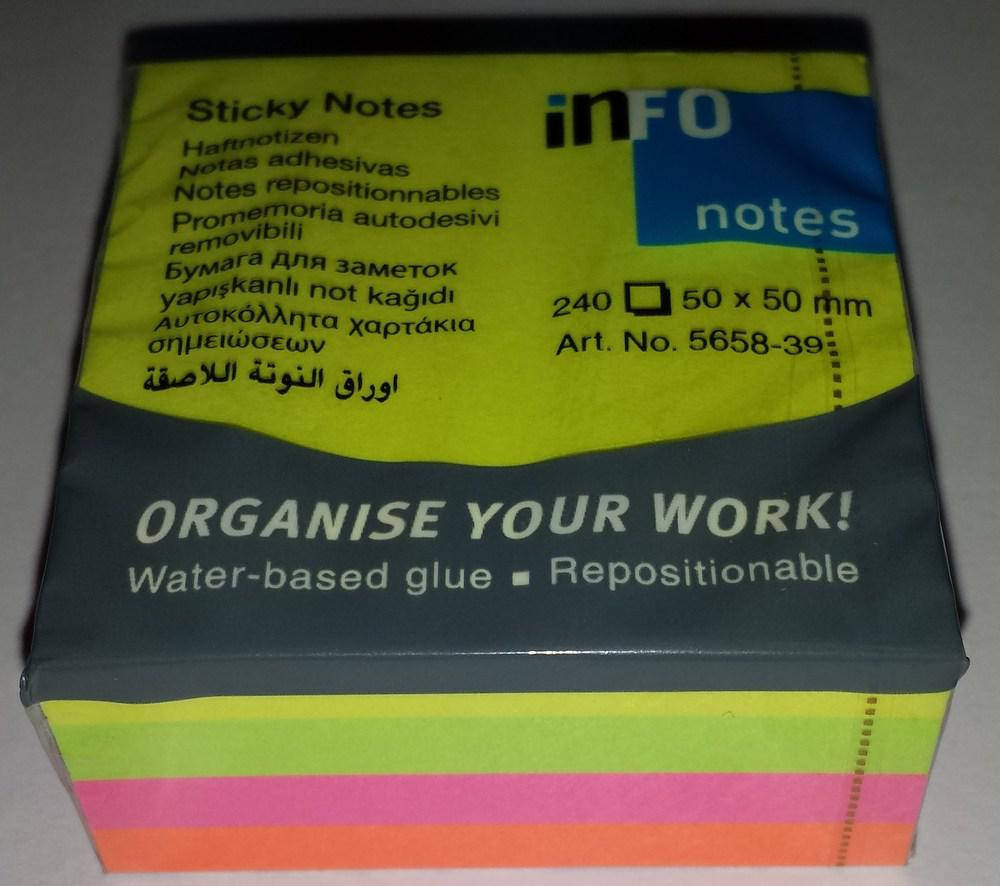 Sticky Notes
Haftnotizen
Notas adhesivas
Notes repositionnables
Promemoria autodesivi
removibili
Бумага для заметок
yapışkanlı not kağıdı
Αυτοκόλλητα χαρτάκια
σημειώσεων
اوراق النوتة اللاصقة
inFO
notes
240 50 x 50 mm
Art. No. 5658-39
ORGANISE YOUR WORK!
Water-based glue ▪ Repositionable